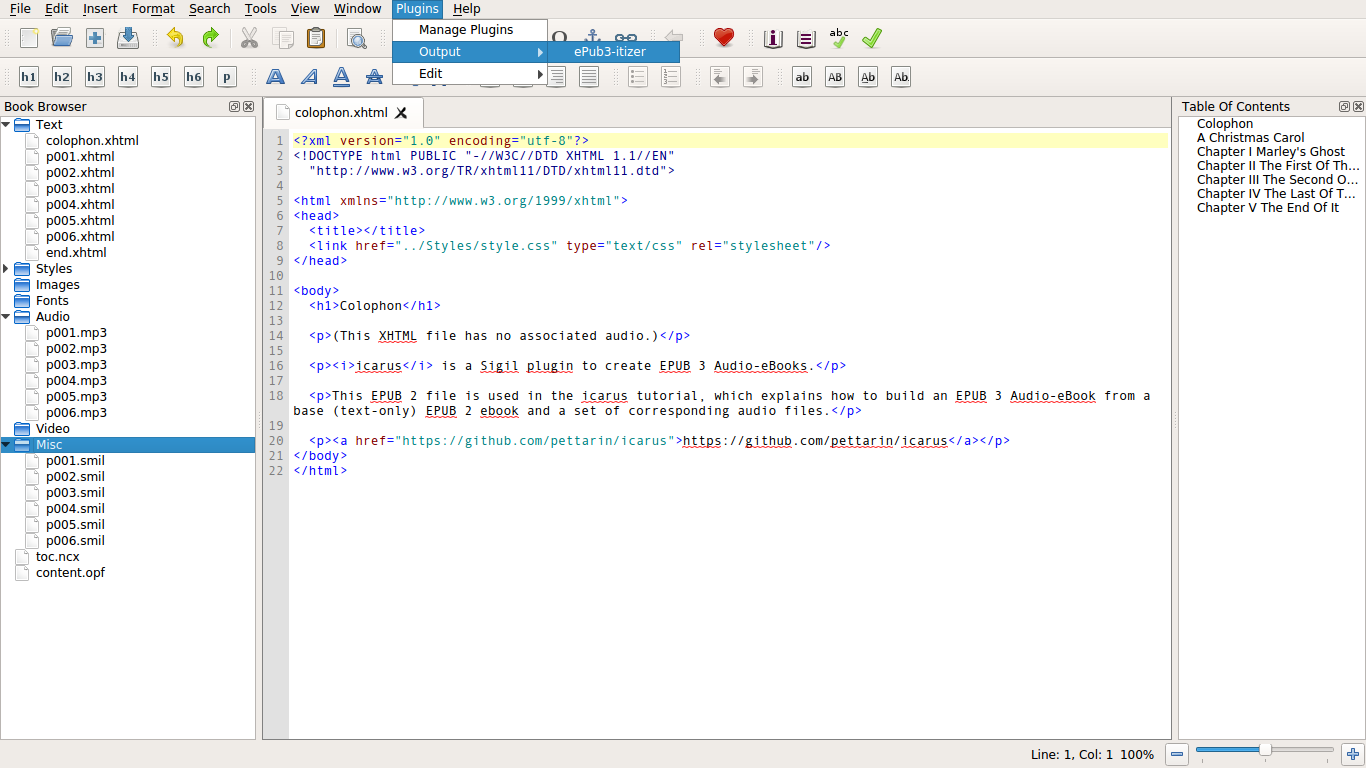 File Edit Insert Format Search Tools View Window Plugins Help
Manage Plugins
Output
ePub3-itizer
Edit
abc
h1 h2 h3 h4 h5 h6 p A A A A
ab AB Ab Ab
Book Browser
Text
colophon.xhtml
p001.xhtml
p002.xhtml
p003.xhtml
p004.xhtml
p005.xhtml
p006.xhtml
end.xhtml
Styles
Images
Fonts
Audio
p001.mp3
p002.mp3
p003.mp3
p004.mp3
p005.mp3
p006.mp3
Video
Misc
p001.smil
p002.smil
p003.smil
p004.smil
p005.smil
p006.smil
toc.ncx
content.opf
colophon.xhtml
1 <?xml version="1.0" encoding="utf-8"?>
2 <!DOCTYPE html PUBLIC "-//W3C//DTD XHTML 1.1//EN"
3 "http://www.w3.org/TR/xhtml11/DTD/xhtml11.dtd">
4
5 <html xmlns="http://www.w3.org/1999/xhtml">
6 <head>
7 <title></title>
8 <link href="../Styles/style.css" type="text/css" rel="stylesheet"/>
9 </head>
10
11 <body>
12 <h1>Colophon</h1>
13
14 <p>(This XHTML file has no associated audio.)</p>
15
16 <p><i>icarus</i> is a Sigil plugin to create EPUB 3 Audio-eBooks.</p>
17
18 <p>This EPUB 2 file is used in the icarus tutorial, which explains how to build an EPUB 3 Audio-eBook from a
base (text-only) EPUB 2 ebook and a set of corresponding audio files.</p>
19
20 <p><a href="https://github.com/pettarin/icarus">https://github.com/pettarin/icarus</a></p>
21 </body>
22 </html>
Table Of Contents
Colophon
A Christmas Carol
Chapter I Marley's Ghost
Chapter II The First Of Th...
Chapter III The Second O...
Chapter IV The Last Of T...
Chapter V The End Of It
Line: 1, Col: 1 100%